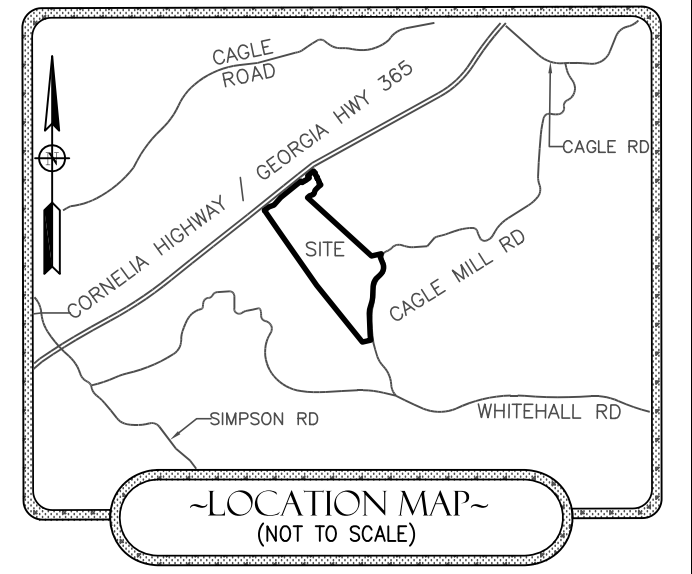 CAGLE
ROAD
CORNELIA HIGHWAY / GEORGIA HWY 365
CAGLE RD
N
SITE
CAGLE MILL RD
SIMPSON RD
WHITEHALL RD
~LOCATION MAP~
(NOT TO SCALE)